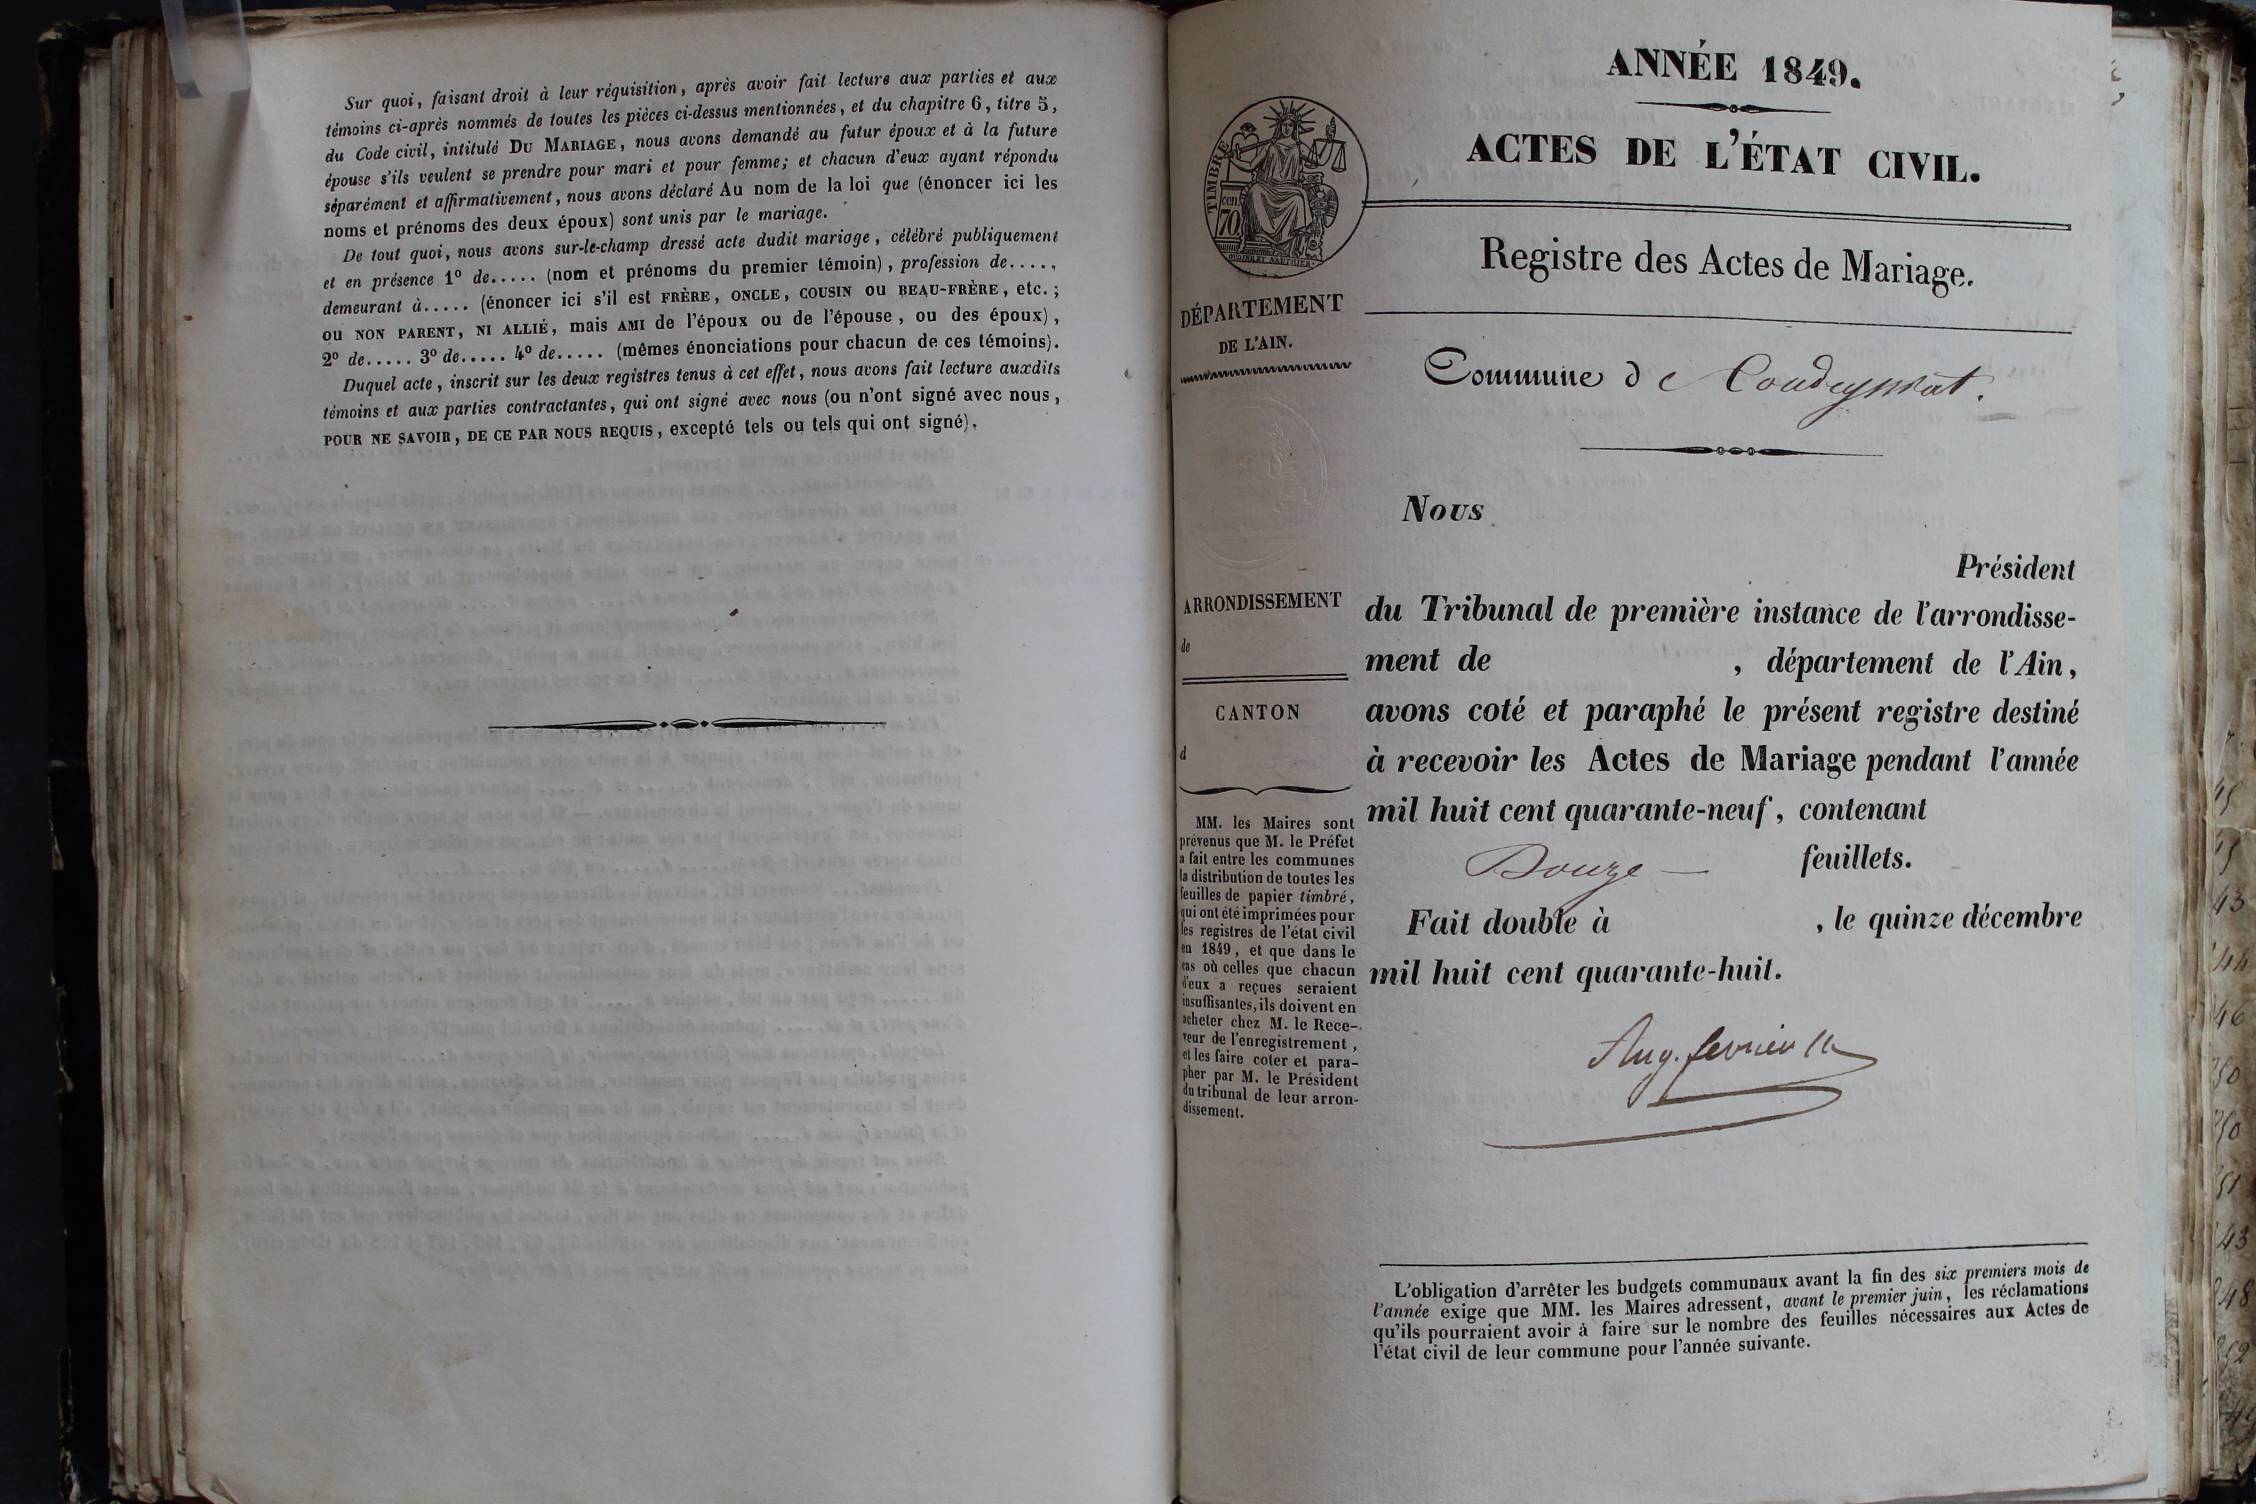 Sur quoi, faisant droit à leur réquisition, après avoir fait lecture aux parties et aux
témoins ci-après nommés de toutes les pièces ci-dessus mentionnées, et du chapitre 6, titre 5,
du Code civil, intitulé DU MARIAGE, nous avons demandé au futur époux et à la future
épouse s'ils veulent se prendre pour mari et pour femme; et chacun d'eux ayant répondu
séparément et affirmativement, nous avons déclaré Au nom de la loi que (énoncer ici les
noms et prénoms des deux époux) sont unis par le mariage.
De tout quoi, nous avons sur-le-champ dressé acte dudit mariage, célébré publiquement
et en présence 1° de..... (nom et prénoms du premier témoin), profession de.....,
demeurant à..... (énoncer ici s'il est FRÈRE, ONCLE, COUSIN OU BEAU-FRÈRE, etc.;
OU NON PARENT, NI ALLIÉ, mais AMI de l'époux ou de l'épouse, ou des époux),
2° de..... 3° de..... 4° de..... (mêmes énonciations pour chacun de ces témoins).
Duquel acte, inscrit sur les deux registres tenus à cet effet, nous avons fait lecture auxdits
témoins et aux parties contractantes, qui ont signé avec nous (ou n'ont signé avec nous,
POUR NE SAVOIR, DE CE PAR NOUS REQUIS, excepté tels ou tels qui ont signé).
ANNÉE 1849.
ACTES DE L'ÉTAT CIVIL.
Registre des Actes de Mariage.
TIMBRE
cen.
70
DÉPARTEMENT
DE L'AIN.
Commune de
Nous
Président
du Tribunal de première instance de l'arrondisse-
ment de , département de l'Ain,
avons coté et paraphé le présent registre destiné
à recevoir les Actes de Mariage pendant l'année
mil huit cent quarante-neuf, contenant
Douze — feuillets.
Fait double à , le quinze décembre
mil huit cent quarante-huit.
ARRONDISSEMENT
de
CANTON
d
MM. les Maires sont
prévenus que M. le Préfet
a fait entre les communes
la distribution de toutes les
feuilles de papier timbré,
qui ont été imprimées pour
les registres de l'état civil
en 1849, et que dans le
cas où celles que chacun
d'eux a reçues seraient
insuffisantes, ils doivent en
acheter chez M. le Rece-
veur de l'enregistrement,
et les faire coter et para-
pher par M. le Président
du tribunal de leur arron-
dissement.
L'obligation d'arrêter les budgets communaux avant la fin des six premiers mois de
l'année exige que MM. les Maires adressent, avant le premier juin, les réclamations
qu'ils pourraient avoir à faire sur le nombre des feuilles nécessaires aux Actes de
l'état civil de leur commune pour l'année suivante.